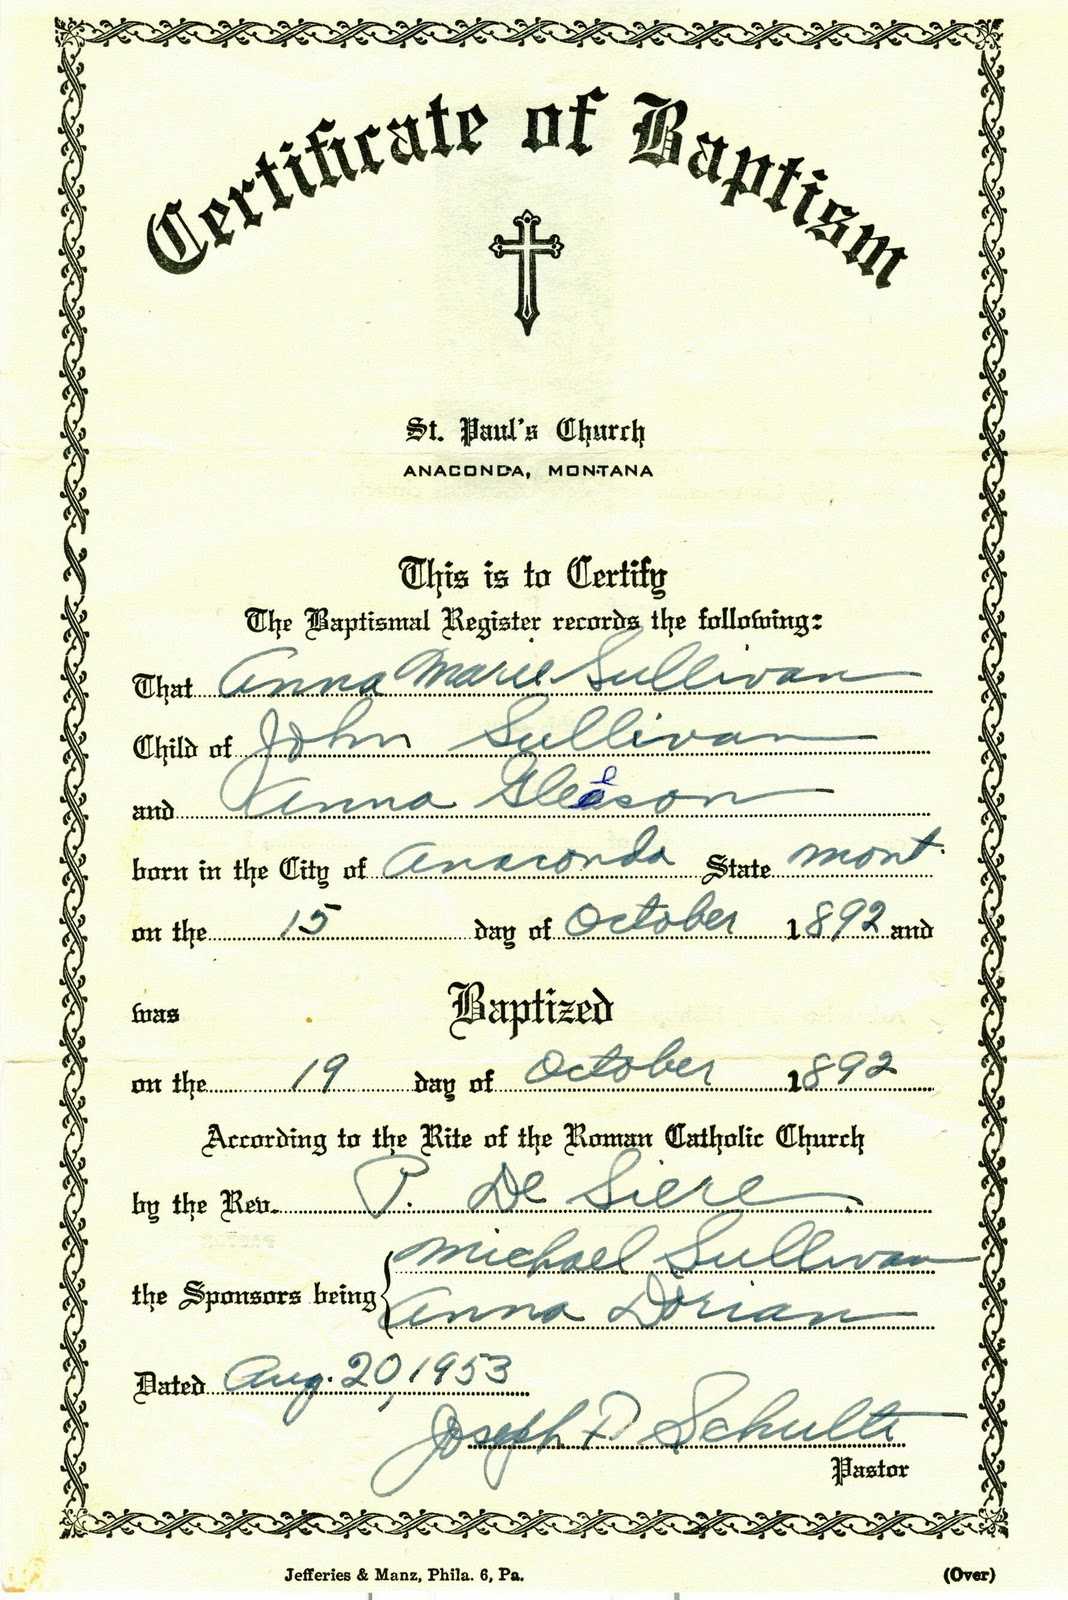 Certificate of Baptism
St. Paul's Church
ANACONDA, MONTANA
This is to Certify
The Baptismal Register records the following:
That Anna Marie Sullivan
Child of John Sullivan
and Anna Gleeson
born in the City of Anaconda State Mont.
on the 15 day of October 1892 and
was Baptized
on the 19 day of October 1892
According to the Rite of the Roman Catholic Church
by the Rev. P. De Siere
the Sponsors being Michael Sullivan
Anna Dorian
Dated Aug. 20, 1953
Joseph P. Schulte
Pastor
Jefferies & Manz, Phila. 6, Pa. (Over)